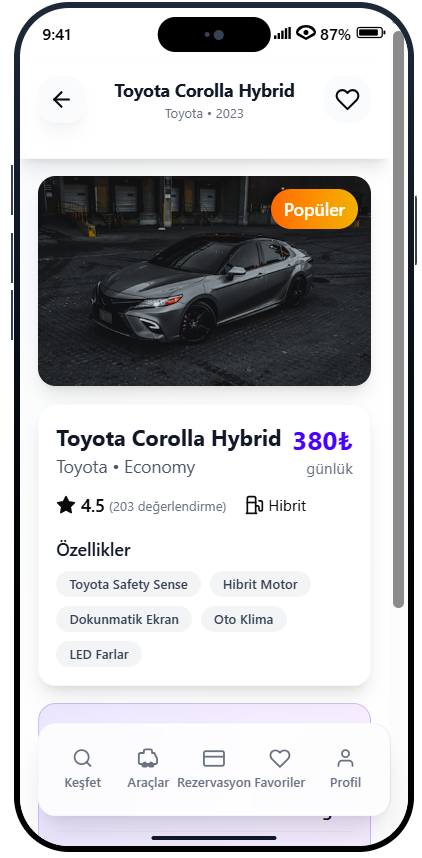 9:41 87%
Toyota Corolla Hybrid
Toyota • 2023
Popüler
Toyota Corolla Hybrid 380₺
Toyota • Economy günlük
4.5 (203 değerlendirme) Hibrit
Özellikler
Toyota Safety Sense Hibrit Motor
Dokunmatik Ekran Oto Klima
LED Farlar
Keşfet Araçlar Rezervasyon Favoriler Profil